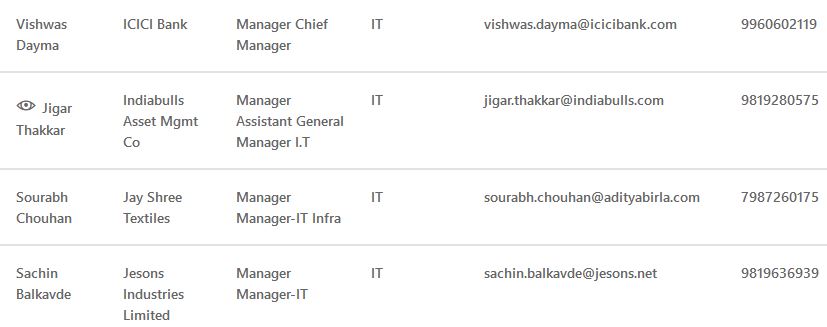 Vishwas Dayma ICICI Bank Manager Chief Manager IT vishwas.dayma@icicibank.com 9960602119
Jigar Thakkar Indiabulls Asset Mgmt Co Manager Assistant General Manager I.T IT jigar.thakkar@indiabulls.com 9819280575
Sourabh Chouhan Jay Shree Textiles Manager Manager-IT Infra IT sourabh.chouhan@adityabirla.com 7987260175
Sachin Balkavde Jesons Industries Limited Manager Manager-IT IT sachin.balkavde@jesons.net 9819636939